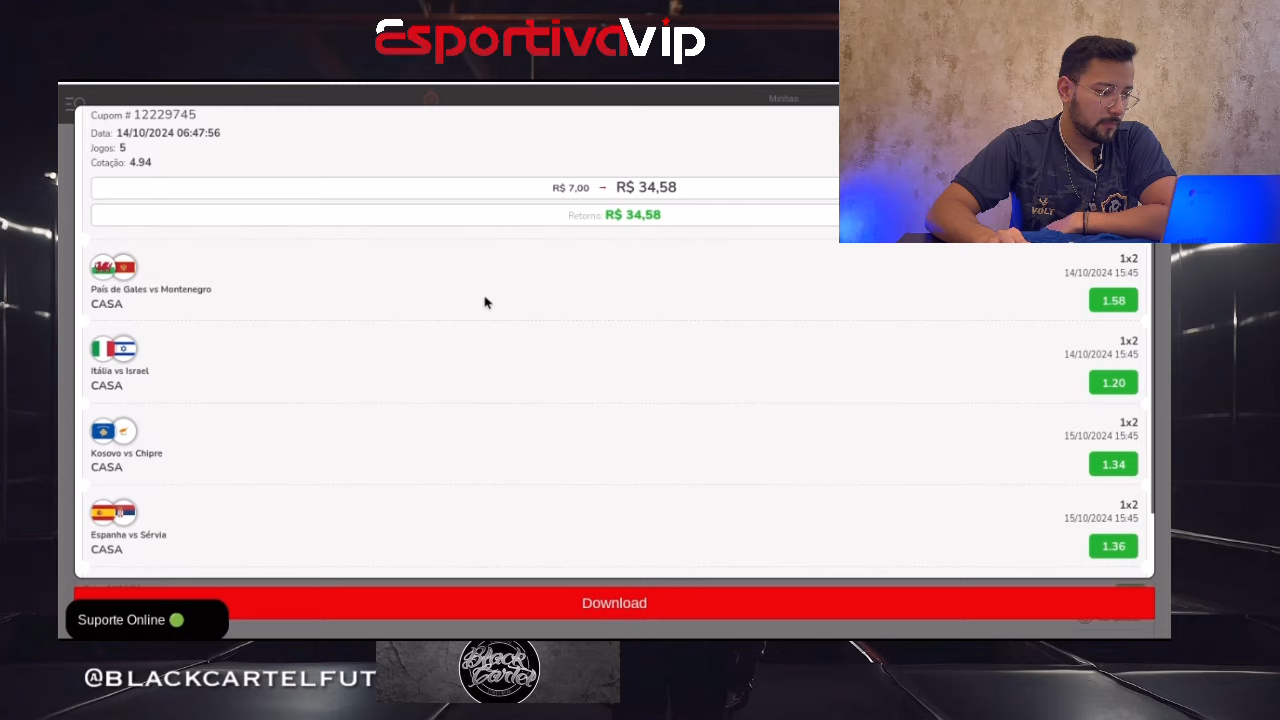 EsportivaVip
Minhas
Cupom # 12229745
Data: 14/10/2024 06:47:56
Jogos: 5
Cotação: 4.94
R$ 7,00 → R$ 34,58
Retorno: R$ 34,58
VOLT
1x2
14/10/2024 15:45
País de Gales vs Montenegro
CASA
1.58
1x2
14/10/2024 15:45
Itália vs Israel
CASA
1.20
1x2
15/10/2024 15:45
Kosovo vs Chipre
CASA
1.34
1x2
15/10/2024 15:45
Espanha vs Sérvia
CASA
1.36
Download
Suporte Online
@BLACKCARTELFUT
Black
Cartel